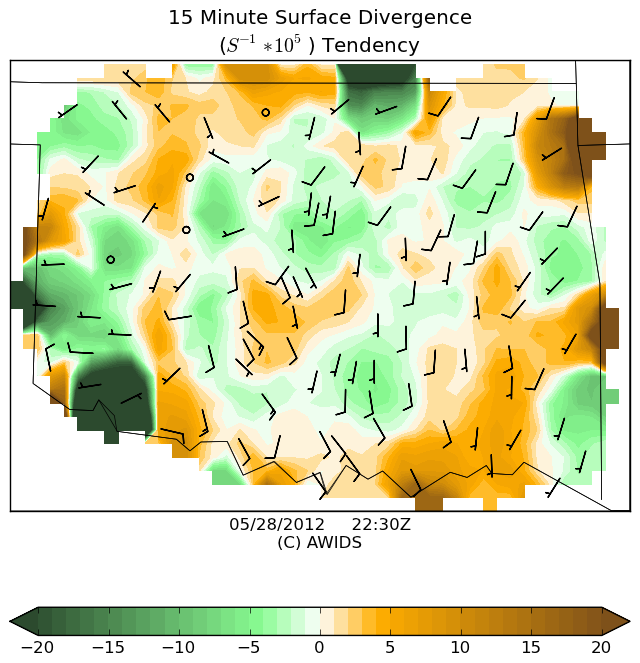 15 Minute Surface Divergence
(S⁻¹ * 10⁵ ) Tendency
05/28/2012 22:30Z
(C) AWIDS
−20 −15 −10 −5 0 5 10 15 20